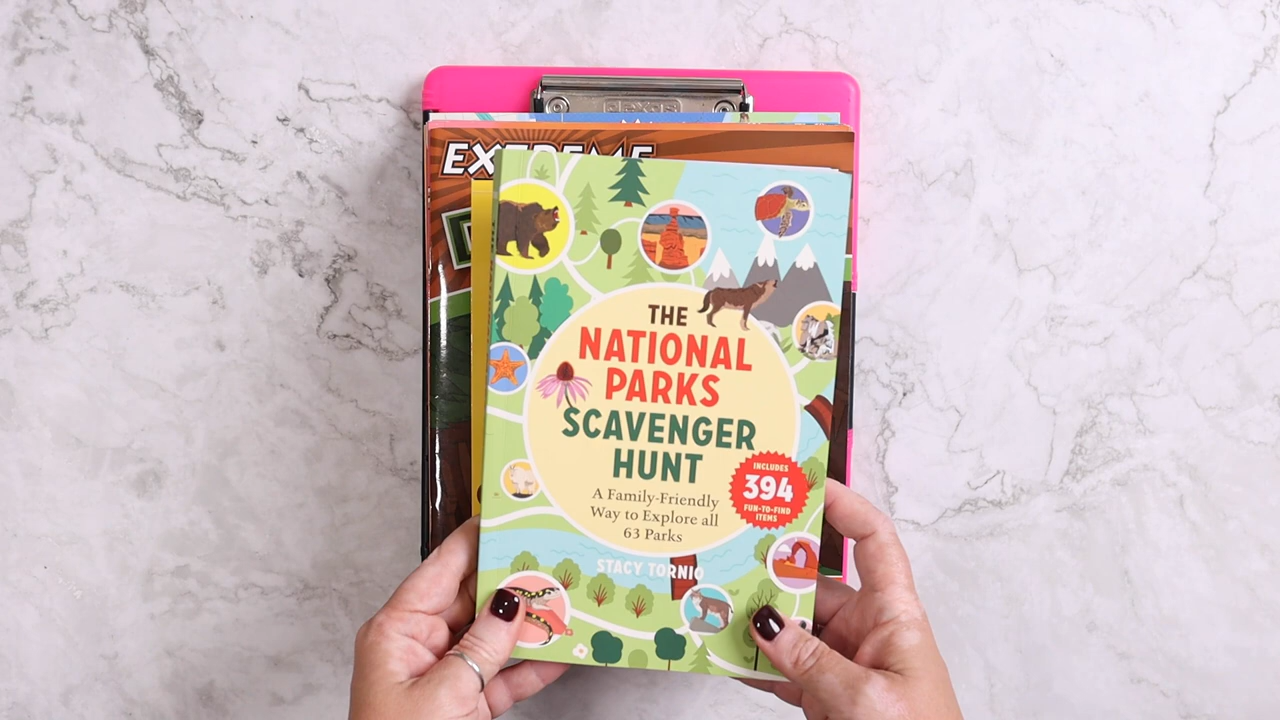 plexus
EXTREME
THE
NATIONAL
PARKS
SCAVENGER
HUNT
A Family-Friendly
Way to Explore all
63 Parks
INCLUDES
394
FUN-TO-FIND
ITEMS
STACY TORNIO